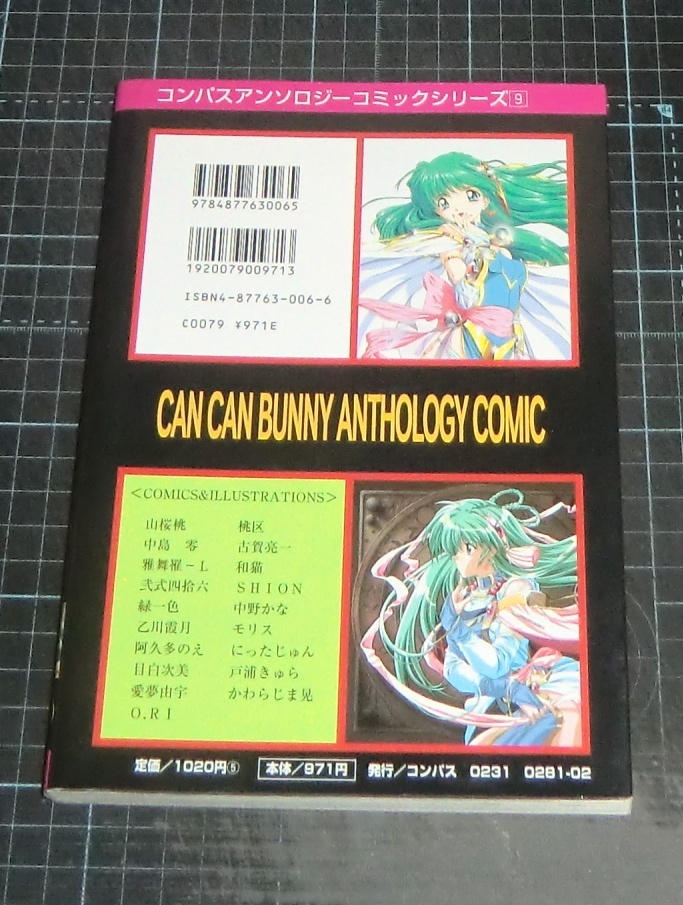 コンパスアンソロジーコミックシリーズ9
9784877630065
1920079009713
ISBN4-87763-006-6
C0079 ¥971E
CAN CAN BUNNY ANTHOLOGY COMIC
<COMICS&ILLUSTRATIONS>
山桜桃 桃区
中島 零 古賀亮一
雅舞罹-L 和猫
弐式四拾六 SHION
緑一色 中野かな
乙川霞月 モリス
阿久多のえ にったじゅん
目白次美 戸浦きゅら
愛夢由宇 かわらじま晃
O.RI
定価/1020円⑤ 本体/971円 発行/コンパス 0231 0281-02